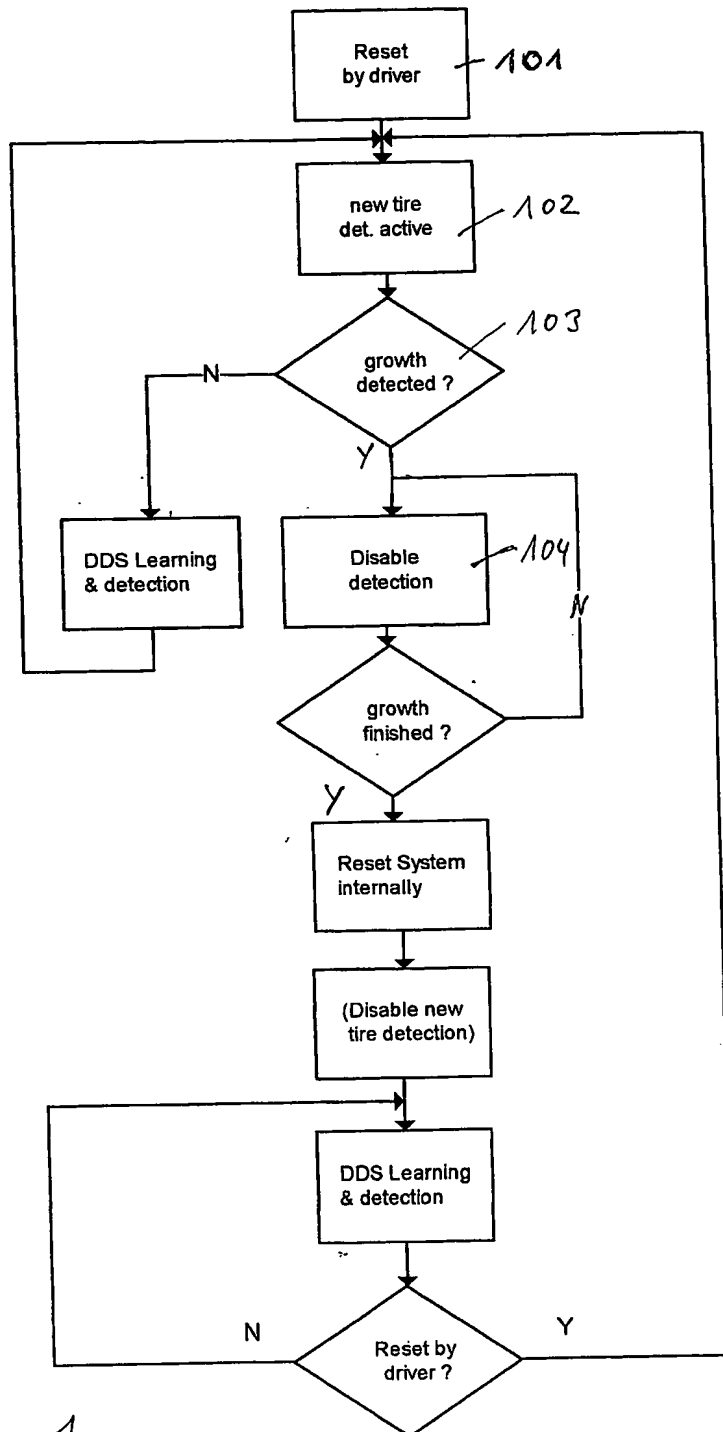 Reset
by driver
101
new tire
det. active
102
growth
detected ?
103
N
Y
DDS Learning
& detection
Disable
detection
104
N
growth
finished ?
Y
Reset System
internally
(Disable new
tire detection)
DDS Learning
& detection
N
Reset by
driver ?
Y
1